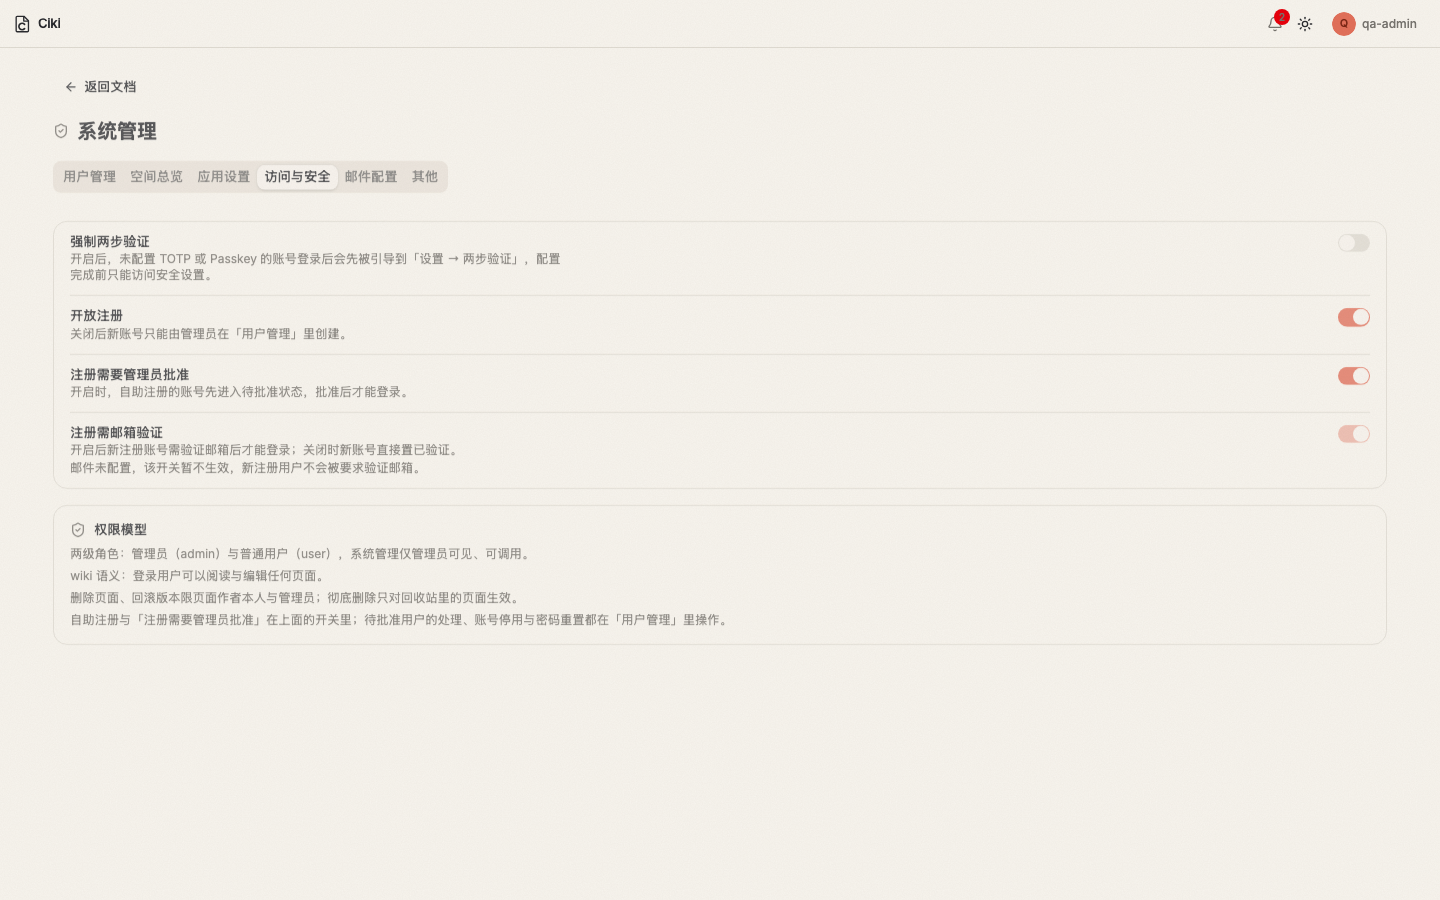 Ciki
2
Q
qa-admin
返回文档
系统管理
用户管理 空间总览 应用设置 访问与安全 邮件配置 其他
强制两步验证
开启后，未配置 TOTP 或 Passkey 的账号登录后会先被引导到「设置 → 两步验证」，配置
完成前只能访问安全设置。
开放注册
关闭后新账号只能由管理员在「用户管理」里创建。
注册需要管理员批准
开启时，自助注册的账号先进入待批准状态，批准后才能登录。
注册需邮箱验证
开启后新注册账号需验证邮箱后才能登录；关闭时新账号直接置已验证。
邮件未配置，该开关暂不生效，新注册用户不会被要求验证邮箱。
权限模型
两级角色：管理员（admin）与普通用户（user），系统管理仅管理员可见、可调用。
wiki 语义：登录用户可以阅读与编辑任何页面。
删除页面、回滚版本限页面作者本人与管理员；彻底删除只对回收站里的页面生效。
自助注册与「注册需要管理员批准」在上面的开关里；待批准用户的处理、账号停用与密码重置都在「用户管理」里操作。